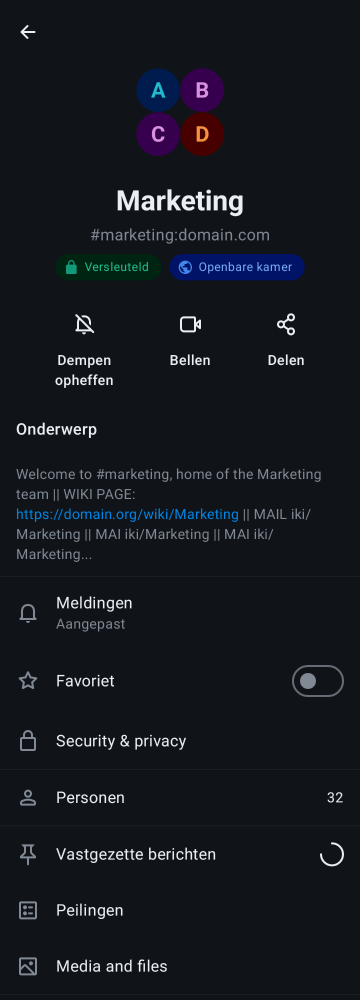 A B
C D
Marketing
#marketing:domain.com
Versleuteld Openbare kamer
Dempen opheffen Bellen Delen
Onderwerp
Welcome to #marketing, home of the Marketing
team || WIKI PAGE:
https://domain.org/wiki/Marketing || MAIL iki/
Marketing || MAI iki/Marketing || MAI iki/
Marketing...
Meldingen
Aangepast
Favoriet
Security & privacy
Personen 32
Vastgezette berichten
Peilingen
Media and files